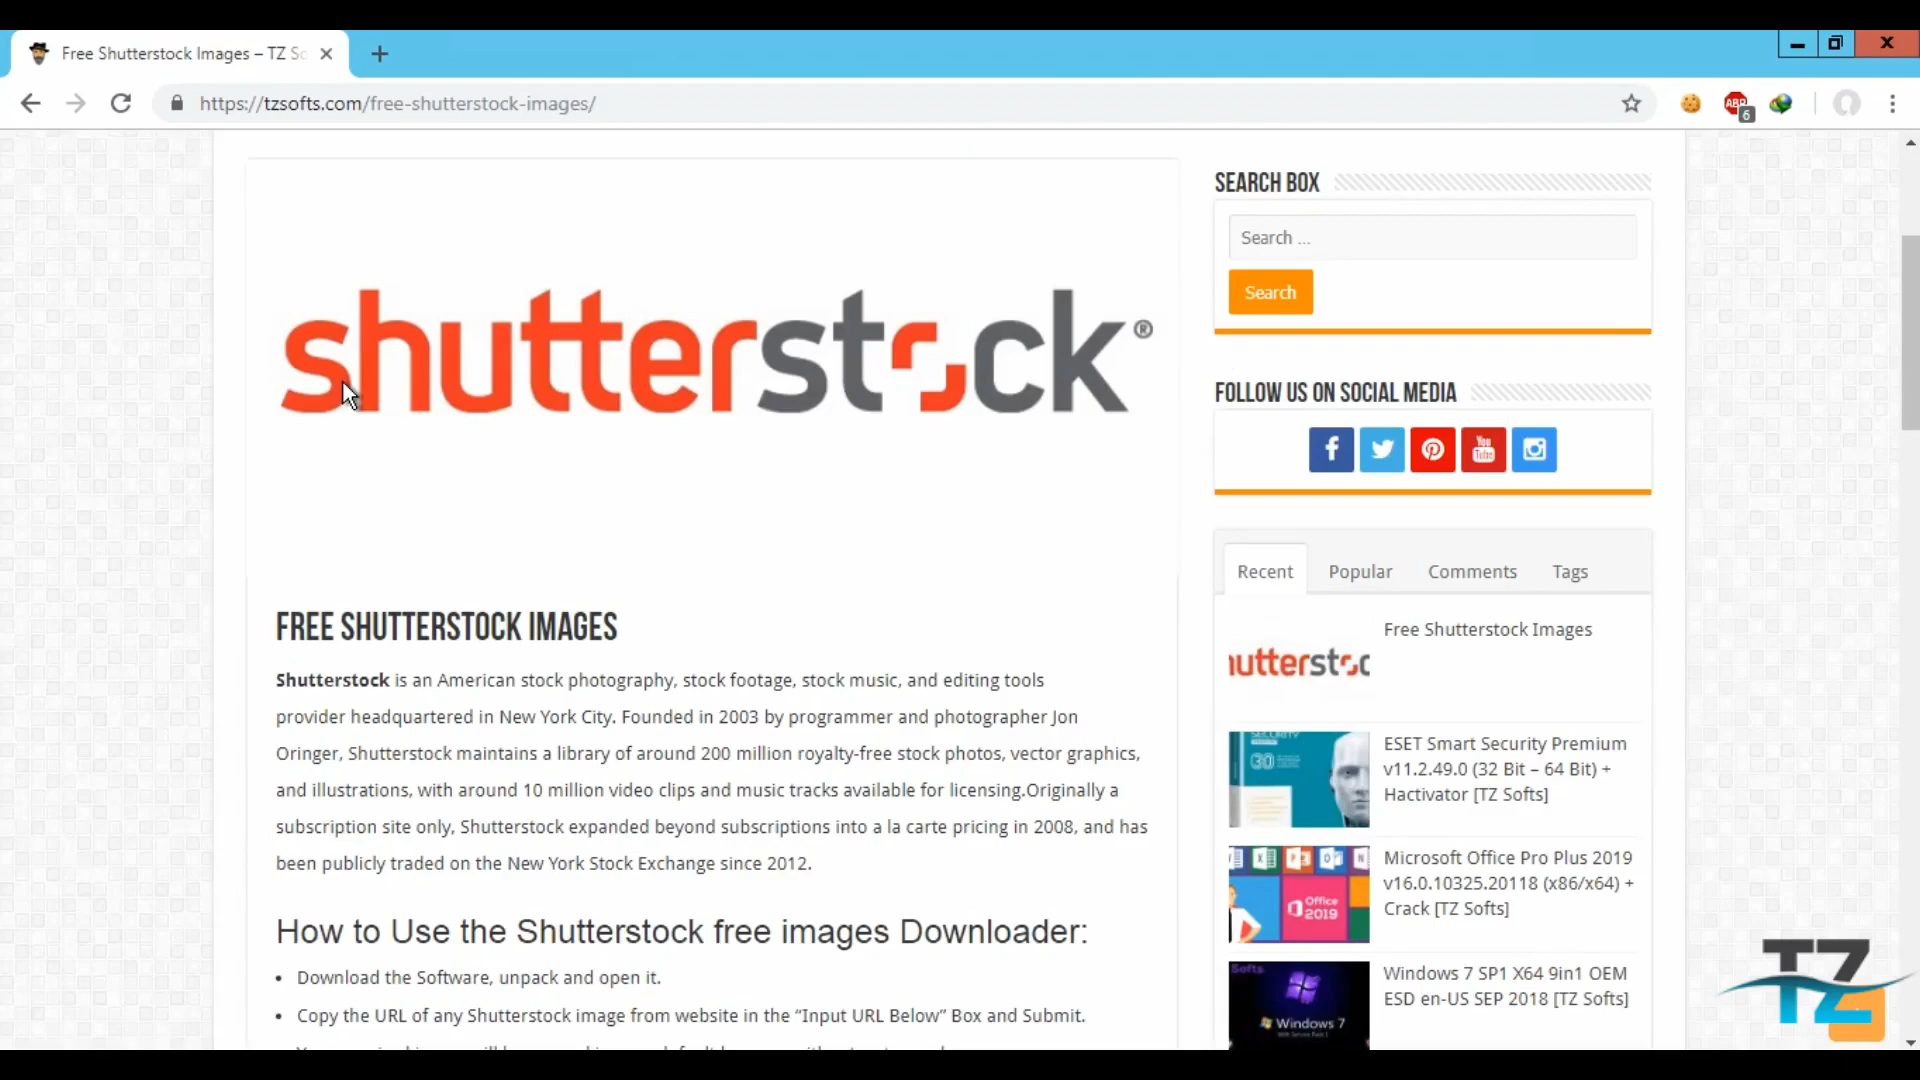 Free Shutterstock Images – TZ So
https://tzsofts.com/free-shutterstock-images/
ABP
6
shutterstock®
SEARCH BOX
Search ...
Search
FOLLOW US ON SOCIAL MEDIA
You
Tube
Recent
Popular
Comments
Tags
Free Shutterstock Images
ESET Smart Security Premium
v11.2.49.0 (32 Bit – 64 Bit) +
Hactivator [TZ Softs]
Microsoft Office Pro Plus 2019
v16.0.10325.20118 (x86/x64) +
Crack [TZ Softs]
Office
2019
Windows 7 SP1 X64 9in1 OEM
ESD en-US SEP 2018 [TZ Softs]
Softs
Windows 7
FREE SHUTTERSTOCK IMAGES
Shutterstock is an American stock photography, stock footage, stock music, and editing tools
provider headquartered in New York City. Founded in 2003 by programmer and photographer Jon
Oringer, Shutterstock maintains a library of around 200 million royalty-free stock photos, vector graphics,
and illustrations, with around 10 million video clips and music tracks available for licensing.Originally a
subscription site only, Shutterstock expanded beyond subscriptions into a la carte pricing in 2008, and has
been publicly traded on the New York Stock Exchange since 2012.
How to Use the Shutterstock free images Downloader:
• Download the Software, unpack and open it.
• Copy the URL of any Shutterstock image from website in the “Input URL Below” Box and Submit.
TZ